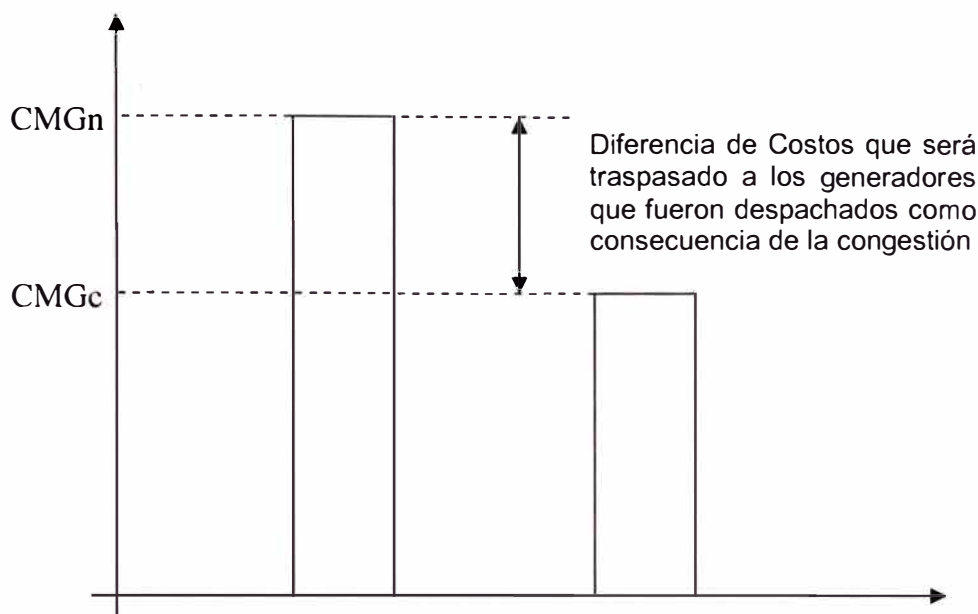 CMGn
Diferencia de Costos que será
traspasado a los generadores
que fueron despachados como
consecuencia de la congestión
CMGc